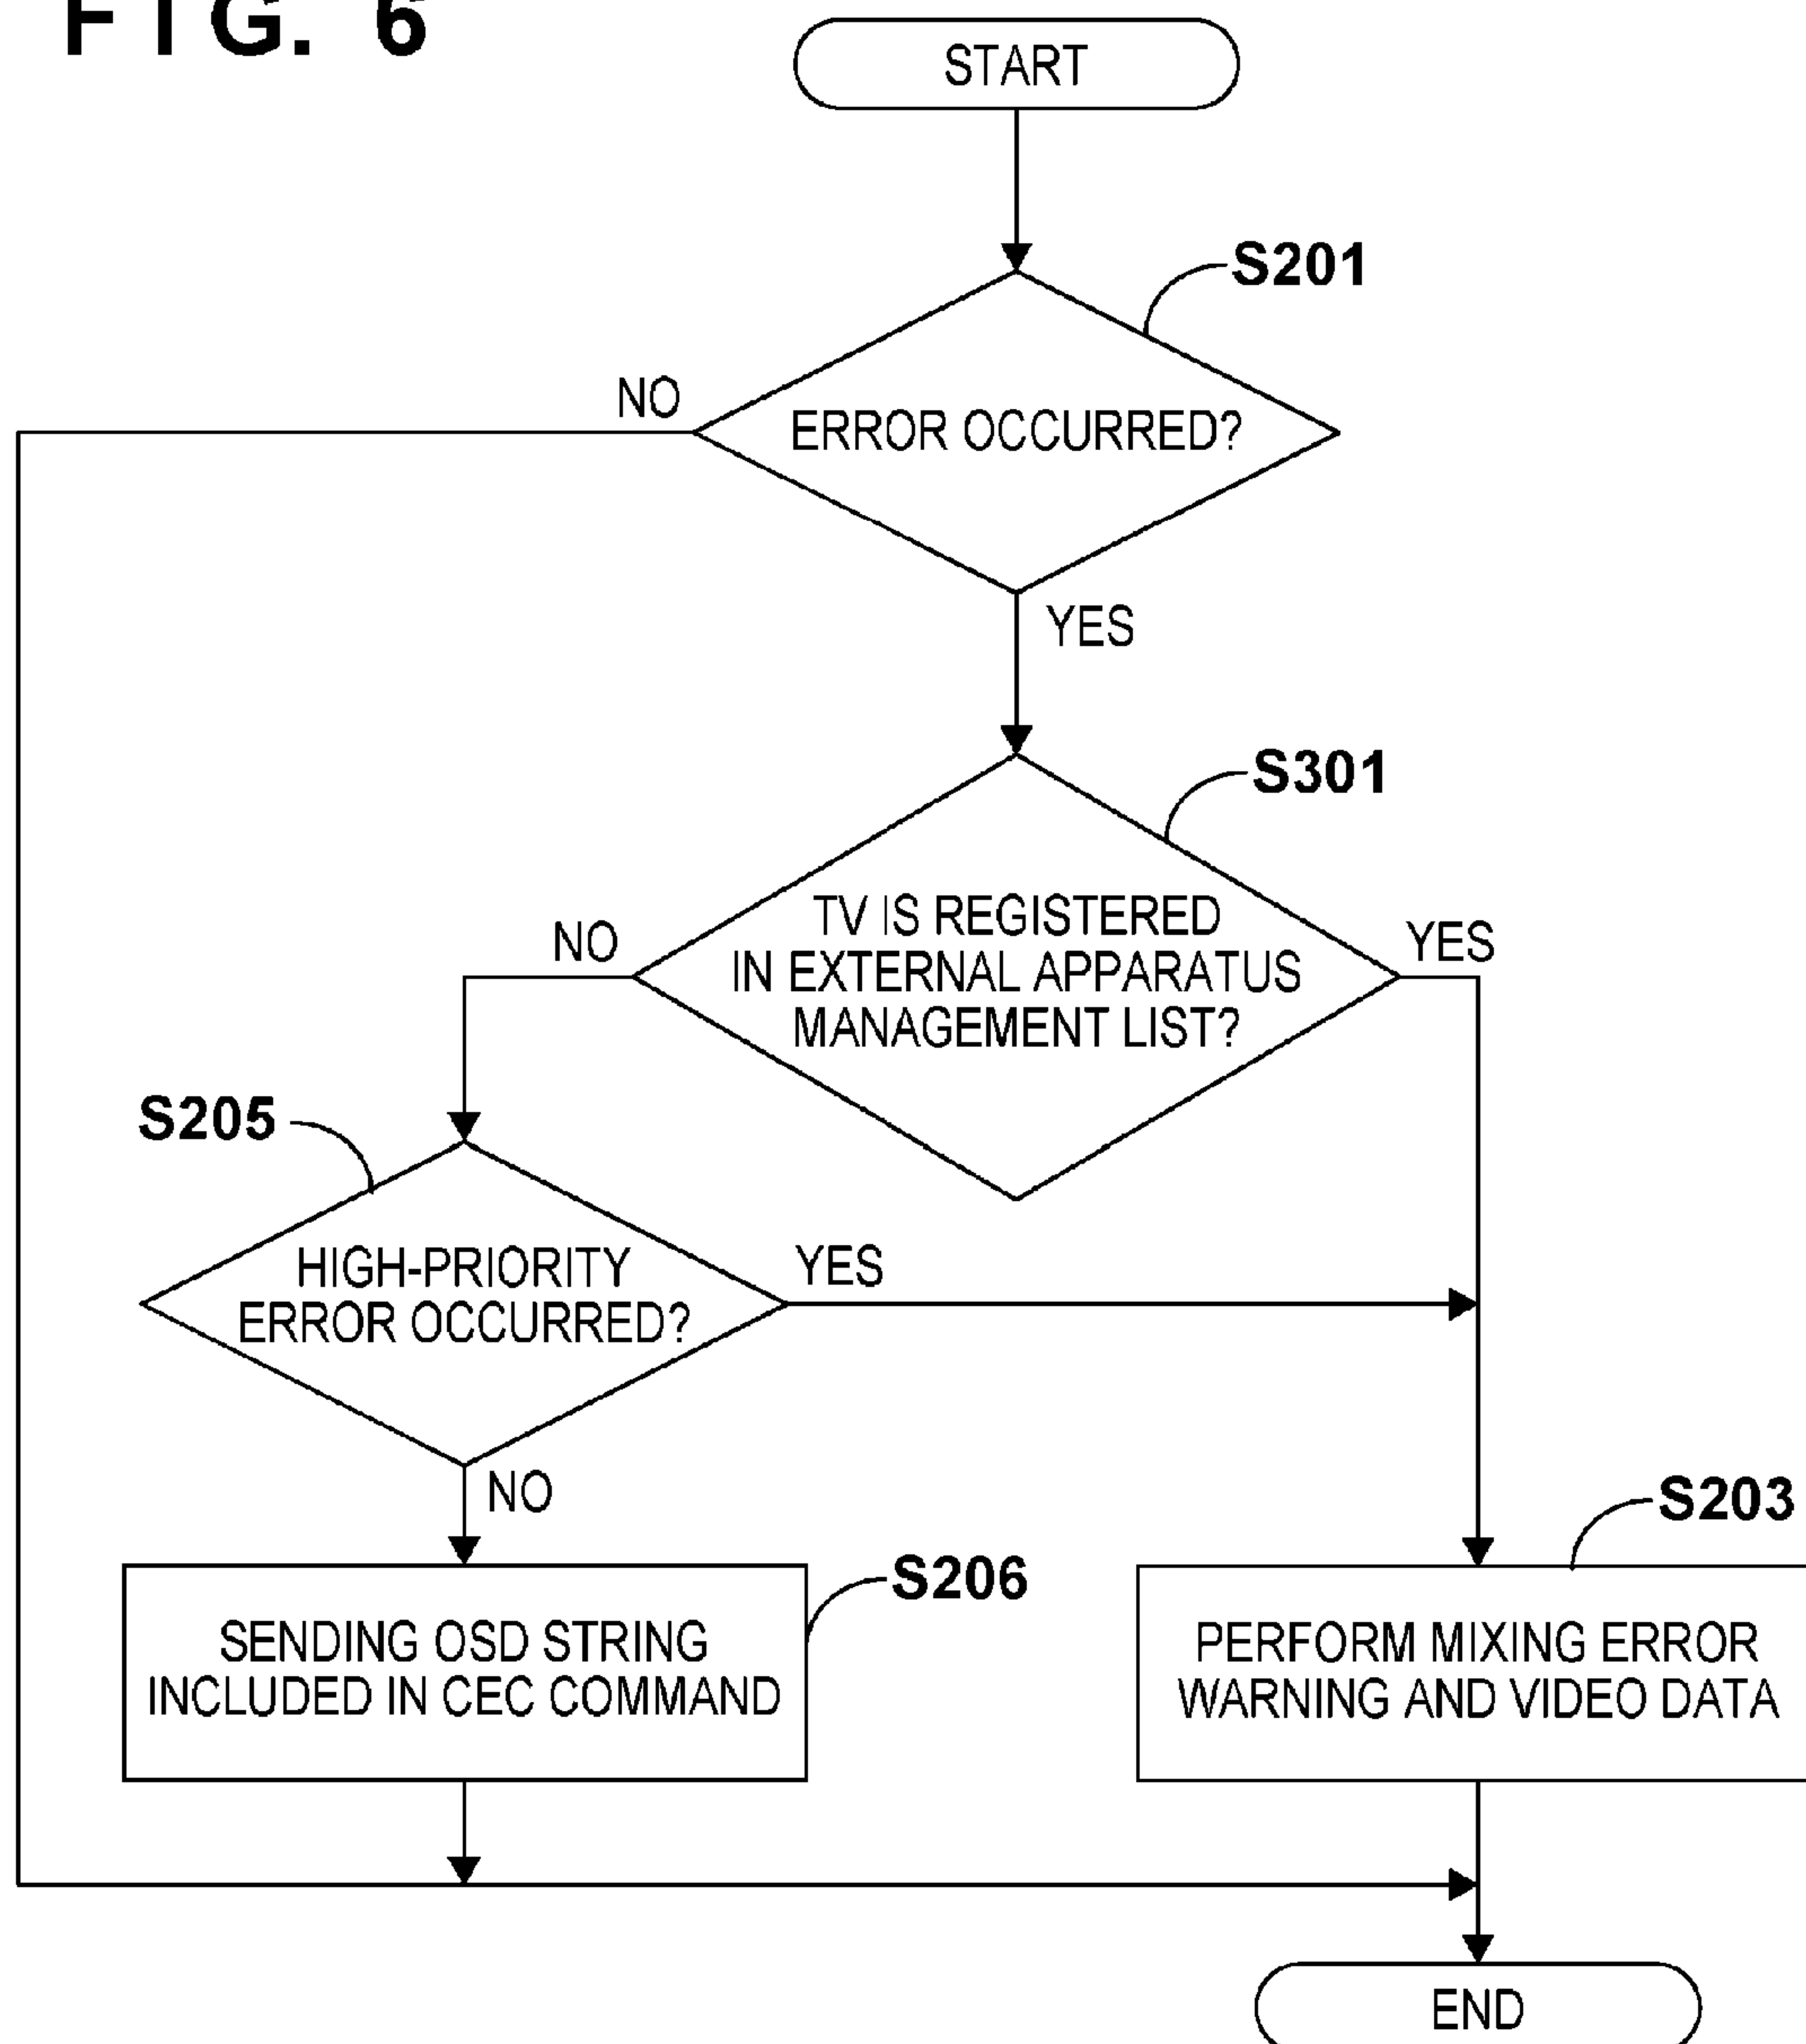 FIG. 6
START
S201
NO
ERROR OCCURRED?
YES
S301
NO
TV IS REGISTERED
IN EXTERNAL APPARATUS
MANAGEMENT LIST?
YES
S205
HIGH-PRIORITY
ERROR OCCURRED?
YES
NO
S206
SENDING OSD STRING
INCLUDED IN CEC COMMAND
S203
PERFORM MIXING ERROR
WARNING AND VIDEO DATA
END